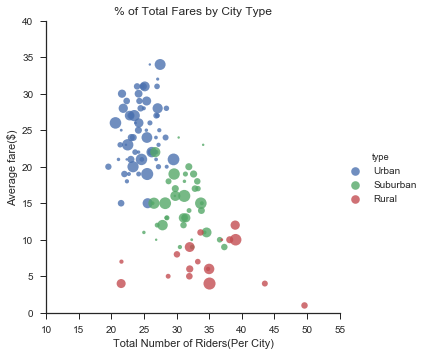 % of Total Fares by City Type
40
35
30
25
20
15
10
5
0
Average fare($)
10 15 20 25 30 35 40 45 50 55
Total Number of Riders(Per City)
type
Urban
Suburban
Rural